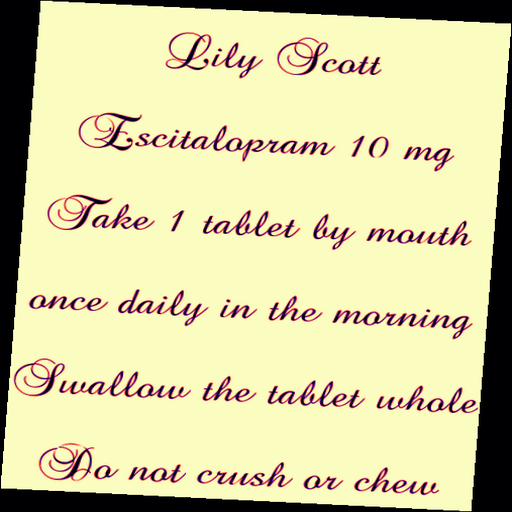 Lily Scott
Escitalopram 10 mg
Take 1 tablet by mouth
once daily in the morning
Swallow the tablet whole
Do not crush or chew